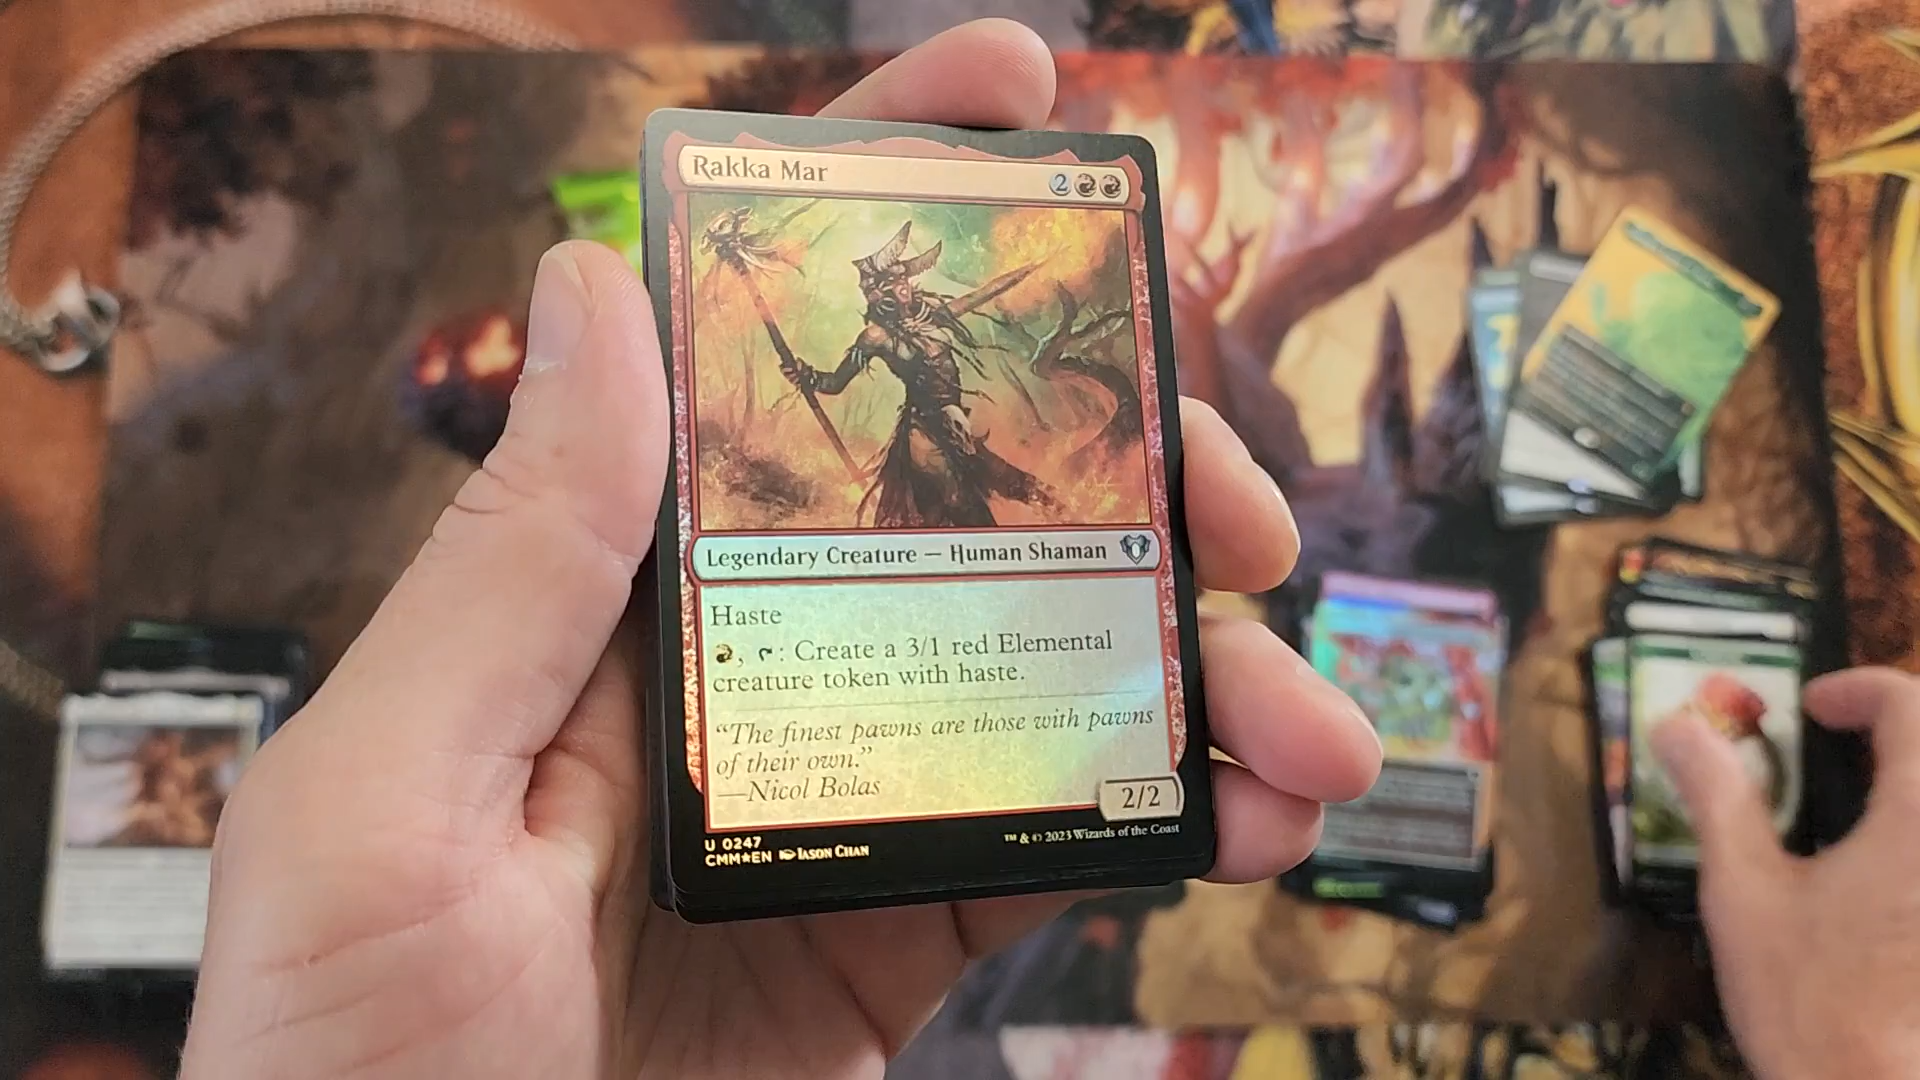 Rakka Mar
2
Legendary Creature — Human Shaman
Haste
, : Create a 3/1 red Elemental
creature token with haste.
“The finest pawns are those with pawns
of their own.”
—Nicol Bolas
2/2
U 0247
CMM★EN Jason Chan
™ & © 2023 Wizards of the Coast